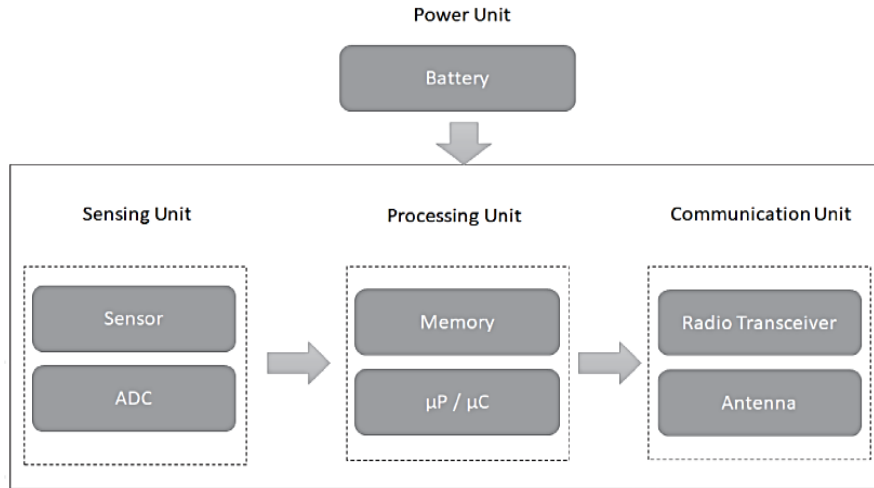 Power Unit
Battery
Sensing Unit
Processing Unit
Communication Unit
Sensor
Memory
Radio Transceiver
ADC
µP / µC
Antenna